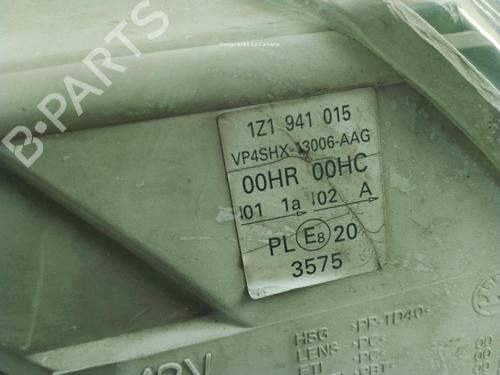 Desguaces La Cabaña
1Z1 941 015
VP4SHX-13006-AAG
00HR 00HC
01 1a 02 A
PL E8 20
3575
12V
HSG >PP-TD40<
LENS >PC<